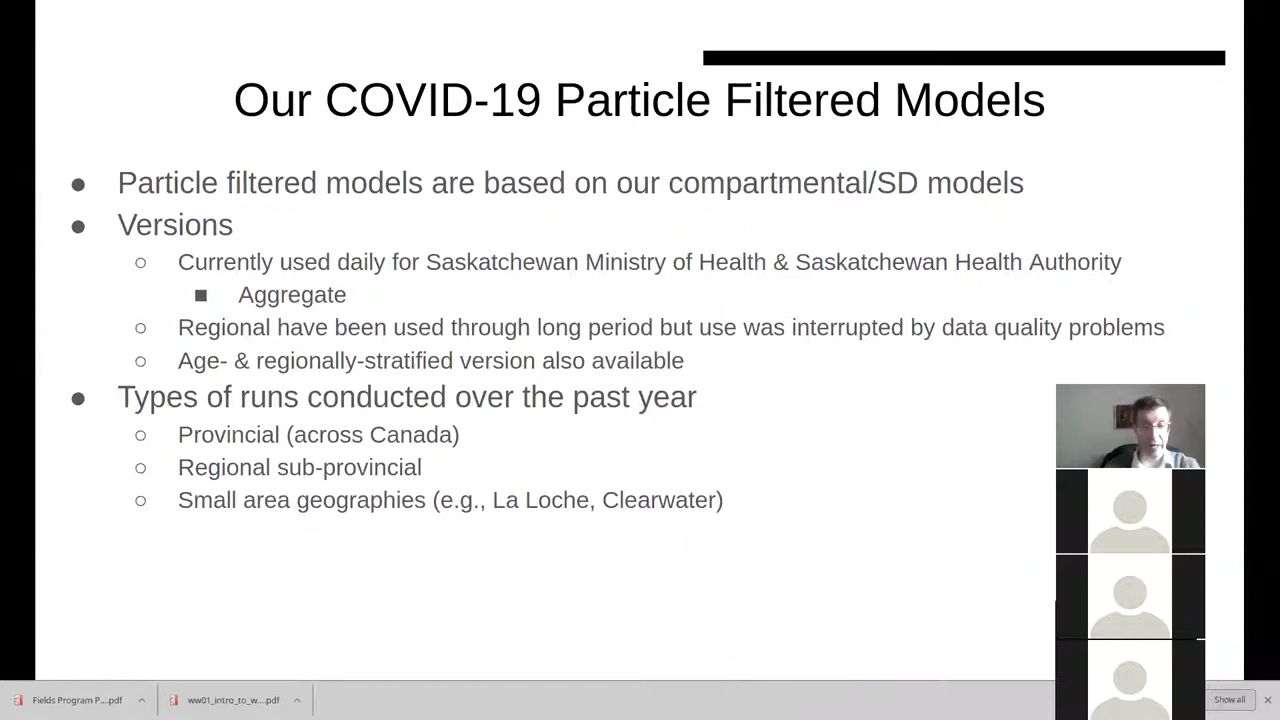 Our COVID-19 Particle Filtered Models
● Particle filtered models are based on our compartmental/SD models
● Versions
○ Currently used daily for Saskatchewan Ministry of Health & Saskatchewan Health Authority
■ Aggregate
○ Regional have been used through long period but use was interrupted by data quality problems
○ Age- & regionally-stratified version also available
● Types of runs conducted over the past year
○ Provincial (across Canada)
○ Regional sub-provincial
○ Small area geographies (e.g., La Loche, Clearwater)
Fields Program P....pdf
ww01_intro_to_w....pdf
Show all